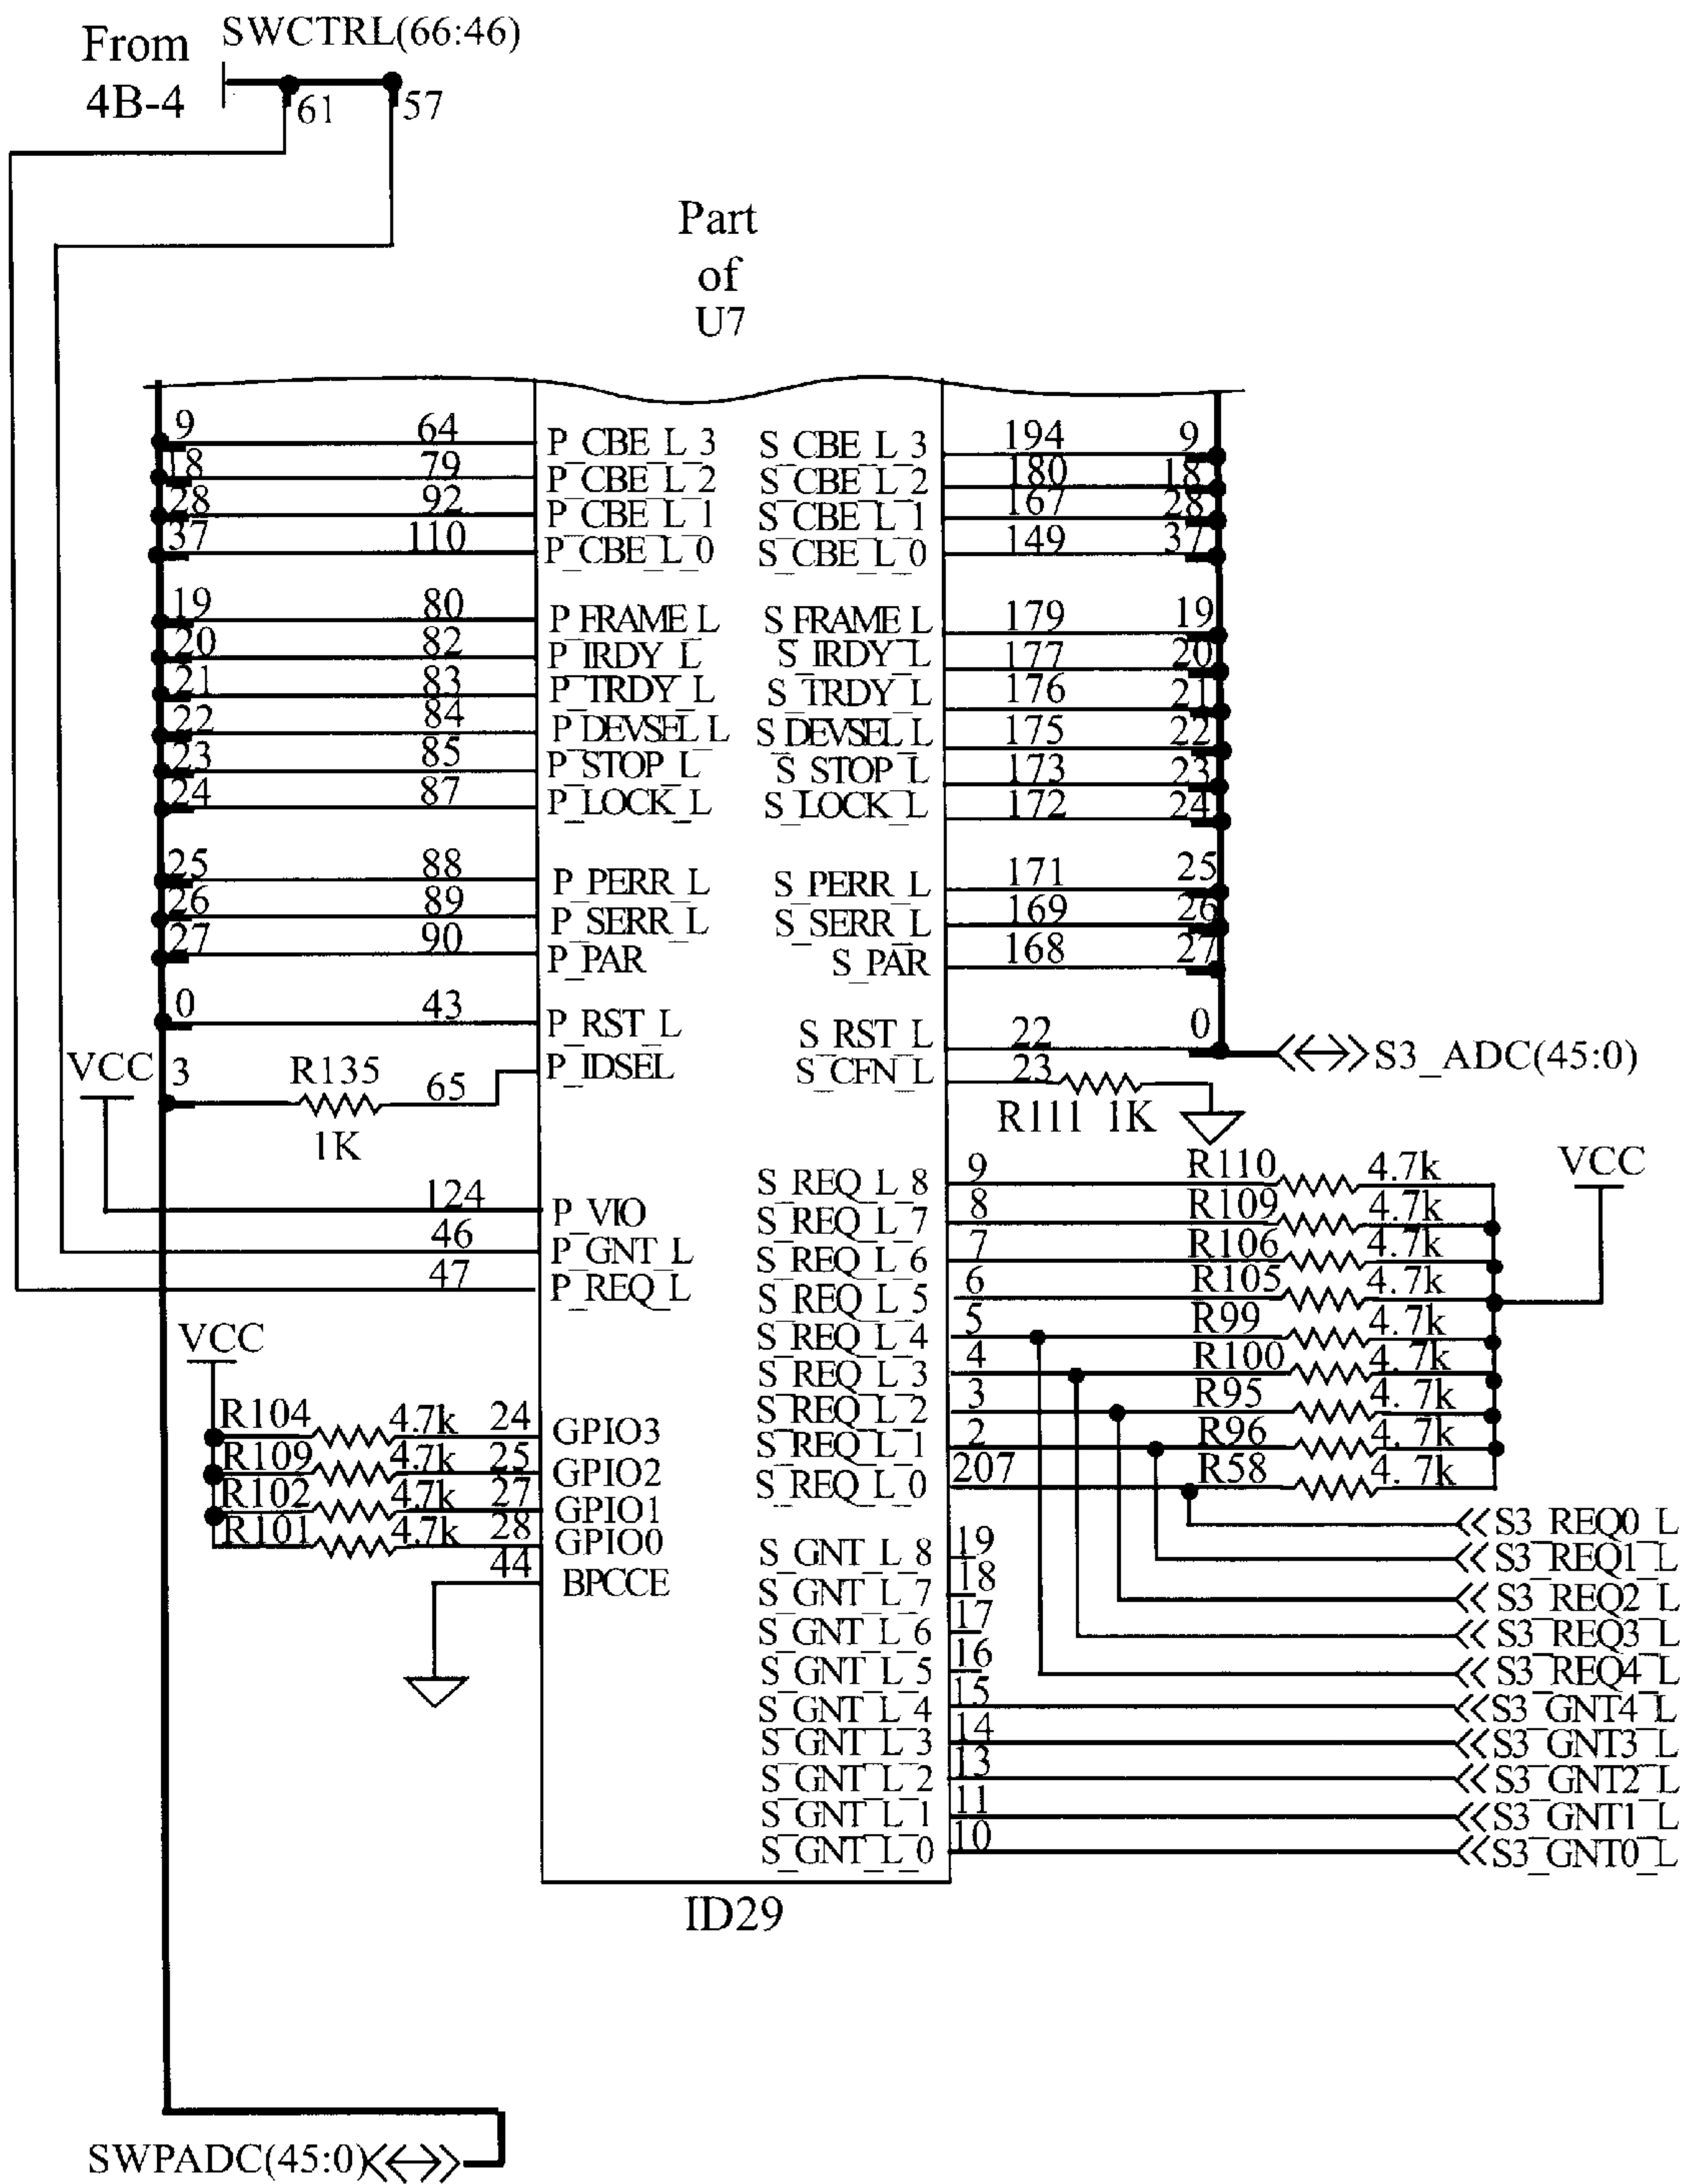 From SWCTRL(66:46)
4B-4 61 57
Part
of
U7
9 64 P_CBE_L_3 S_CBE_L_3 194 9
18 79 P_CBE_L_2 S_CBE_L_2 180 18
28 92 P_CBE_L_1 S_CBE_L_1 167 28
37 110 P_CBE_L_0 S_CBE_L_0 149 37
19 80 P_FRAME_L S_FRAME_L 179 19
20 82 P_IRDY_L S_IRDY_L 177 20
21 83 P_TRDY_L S_TRDY_L 176 21
22 84 P_DEVSEL_L S_DEVSEL_L 175 22
23 85 P_STOP_L S_STOP_L 173 23
24 87 P_LOCK_L S_LOCK_L 172 24
25 88 P_PERR_L S_PERR_L 171 25
26 89 P_SERR_L S_SERR_L 169 26
27 90 P_PAR S_PAR 168 27
0 43 P_RST_L S_RST_L 22 0 S3_ADC(45:0)
VCC 3 R135 65 P_IDSEL S_CFN_L 23
1K R111 1K
S_REQ_L_8 9 R110 4.7k VCC
124 P_VIO S_REQ_L_7 8 R109 4.7k
46 P_GNT_L S_REQ_L_6 7 R106 4.7k
47 P_REQ_L S_REQ_L_5 6 R105 4.7k
VCC S_REQ_L_4 5 R99 4.7k
S_REQ_L_3 4 R100 4.7k
R104 4.7k 24 GPIO3 S_REQ_L_2 3 R95 4.7k
R109 4.7k 25 GPIO2 S_REQ_L_1 2 R96 4.7k
R102 4.7k 27 GPIO1 S_REQ_L_0 207 R58 4.7k
R101 4.7k 28 GPIO0 S3_REQ0_L
44 BPCCE S_GNT_L_8 19 S3_REQ1_L
S_GNT_L_7 18 S3_REQ2_L
S_GNT_L_6 17 S3_REQ3_L
S_GNT_L_5 16 S3_REQ4_L
S_GNT_L_4 15 S3_GNT4_L
S_GNT_L_3 14 S3_GNT3_L
S_GNT_L_2 13 S3_GNT2_L
S_GNT_L_1 11 S3_GNT1_L
S_GNT_L_0 10 S3_GNT0_L
ID29
SWPADC(45:0)